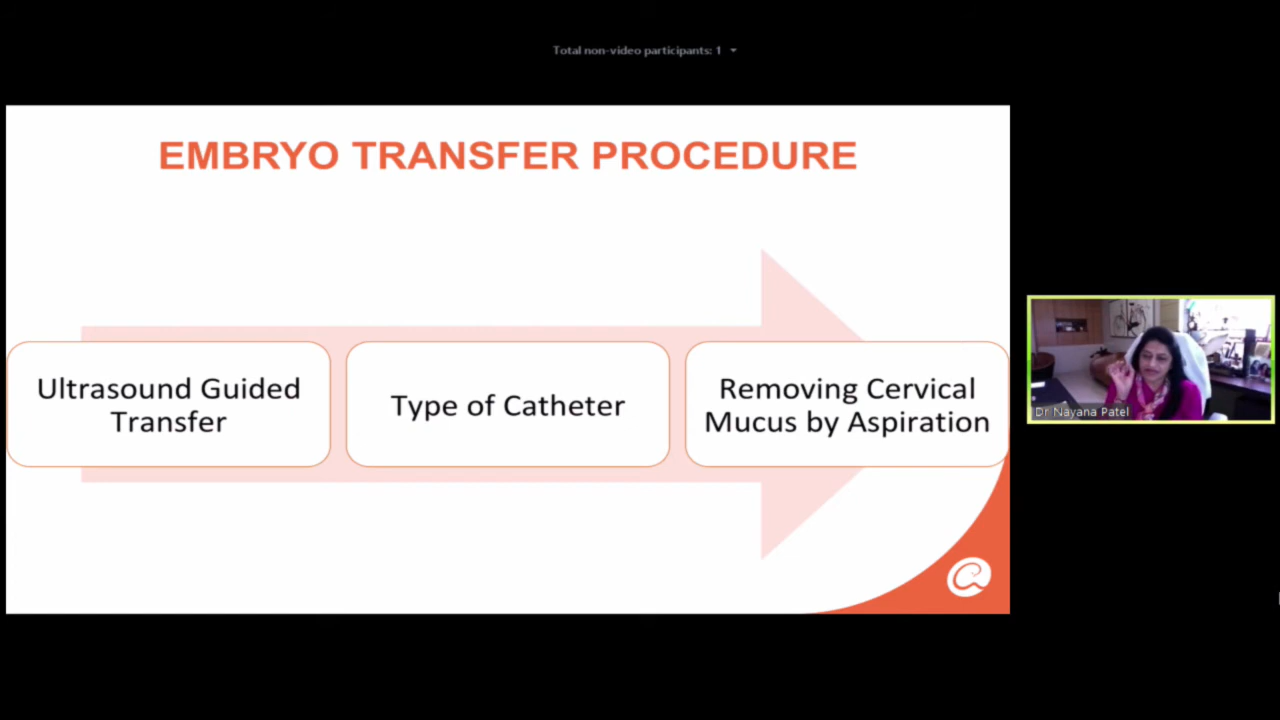 Total non-video participants: 1
EMBRYO TRANSFER PROCEDURE
Ultrasound Guided
Transfer
Type of Catheter
Removing Cervical
Mucus by Aspiration
Dr Nayana Patel